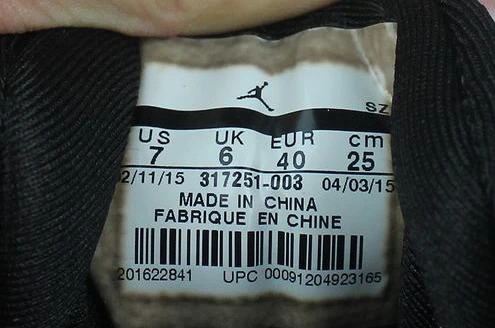 SZ
US UK EUR cm
7 6 40 25
2/11/15 317251-003 04/03/15
MADE IN CHINA
FABRIQUE EN CHINE
201622841 UPC 00091204923165